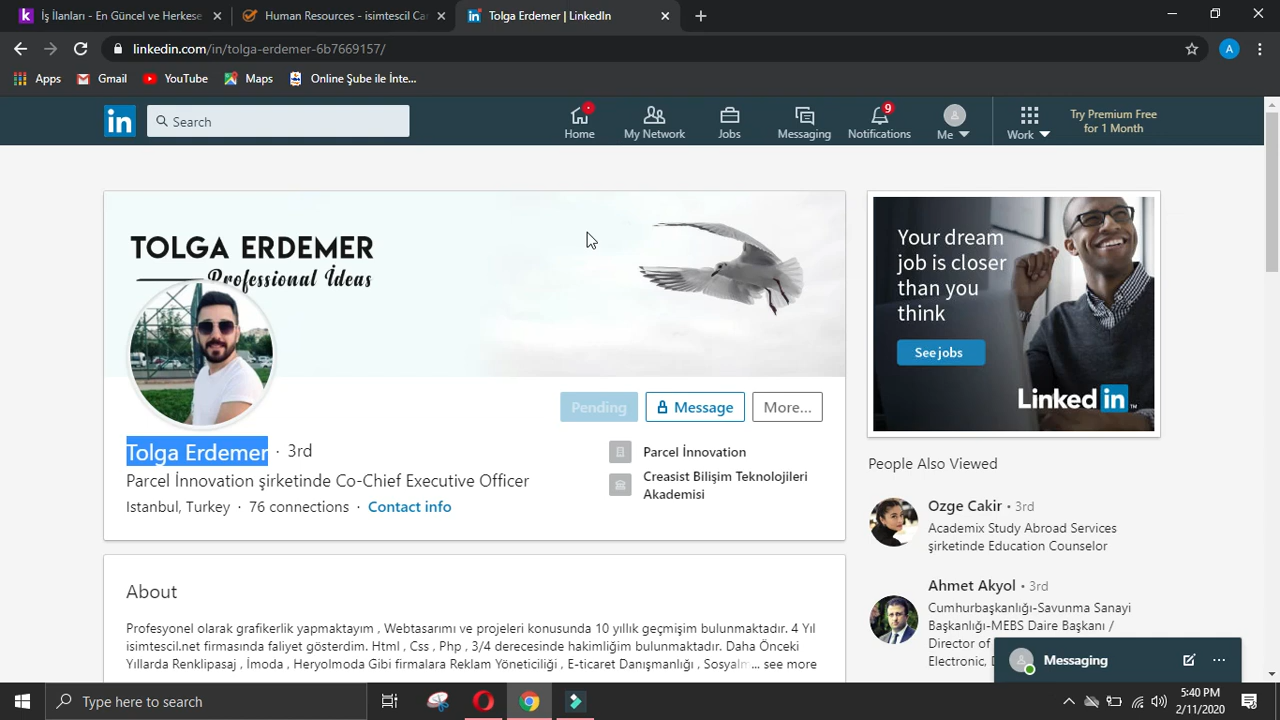 İş İlanları - En Güncel ve Herkese
Human Resources - isimtescil Ca
Tolga Erdemer | LinkedIn
linkedin.com/in/tolga-erdemer-6b7669157/
A
Apps
Gmail
YouTube
Maps
Online Şube ile İnte...
in
Search
Home
My Network
Jobs
Messaging
9
Notifications
Me
Work
Try Premium Free
for 1 Month
TOLGA ERDEMER
Professional İdeas
Pending
Message
More...
Tolga Erdemer · 3rd
Parcel İnnovation şirketinde Co-Chief Executive Officer
Istanbul, Turkey · 76 connections · Contact info
Parcel İnnovation
Creasist Bilişim Teknolojileri
Akademisi
About
Profesyonel olarak grafikerlik yapmaktayım , Webtasarımı ve projeleri konusunda 10 yıllık geçmişim bulunmaktadır. 4 Yıl
isimtescil.net firmasında faliyet gösterdim. Html , Css , Php , 3/4 derecesinde hakimliğim bulunmaktadır. Daha Önceki
Yıllarda Renklipasaj , İmoda , Heryolmoda Gibi firmalara Reklam Yöneticiliği , E-ticaret Danışmanlığı , Sosyalm... see more
Your dream
job is closer
than you
think
See jobs
Linked in
People Also Viewed
Ozge Cakir • 3rd
Academix Study Abroad Services
şirketinde Education Counselor
Ahmet Akyol • 3rd
Cumhurbaşkanlığı-Savunma Sanayi
Başkanlığı-MEBS Daire Başkanı /
Director of
Electronic, D
Messaging
Type here to search
5:40 PM
2/11/2020